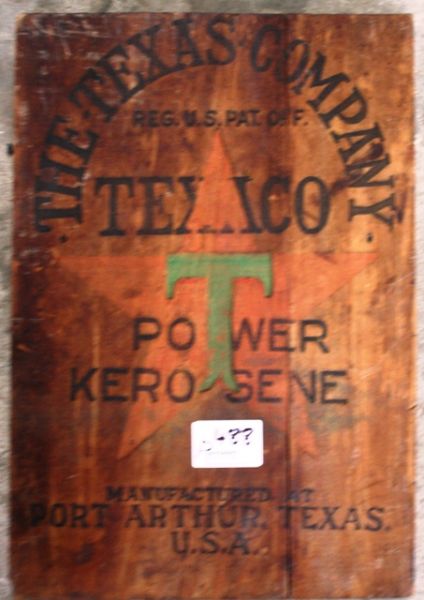 ·THE·TEXAS·COMPANY·
REG. U.S. PAT. OFF.
TEXACO
T
POWER
KEROSENE
??
MANUFACTURED AT
PORT ARTHUR, TEXAS.
U.S.A.